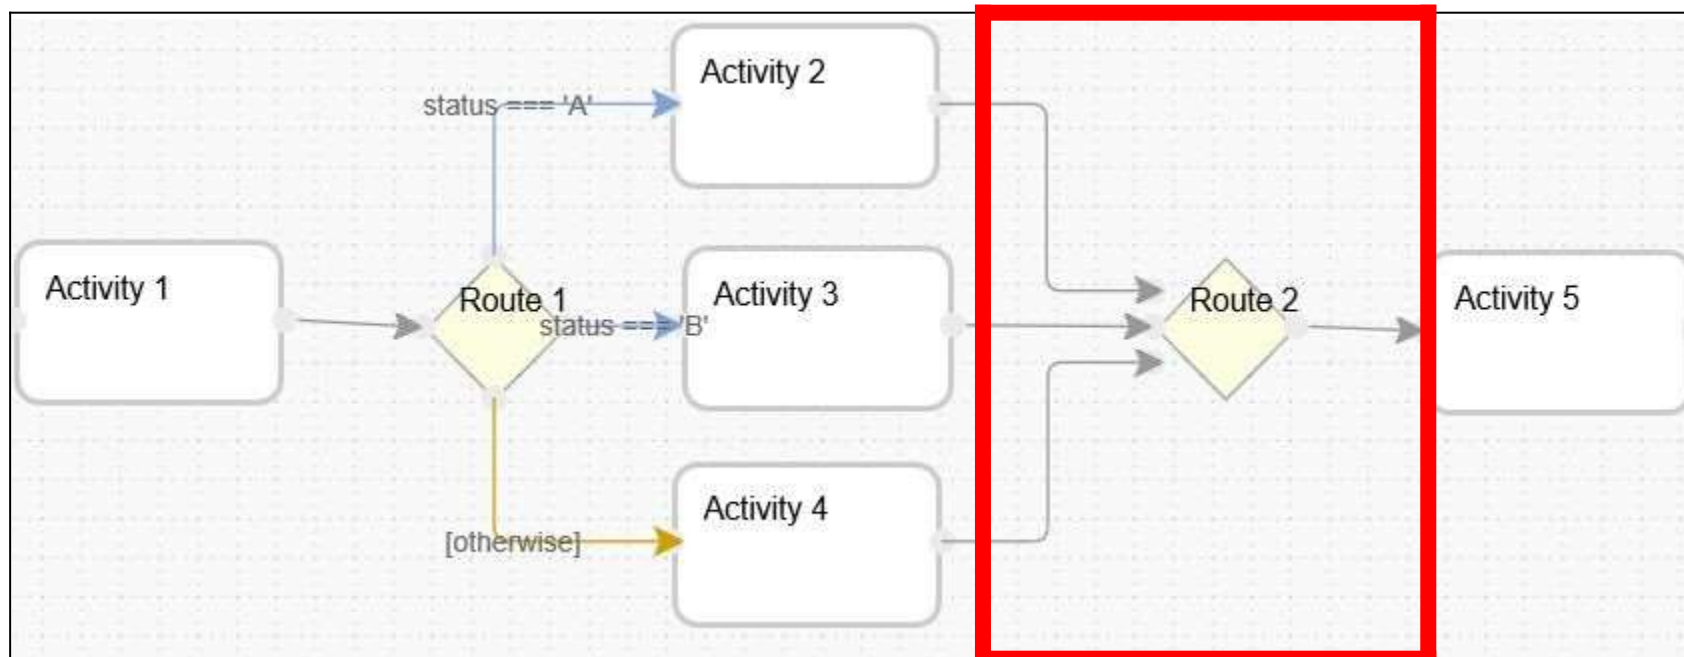 Activity 1
Route 1
status === 'A'
Activity 2
status === 'B'
Activity 3
[otherwise]
Activity 4
Route 2
Activity 5